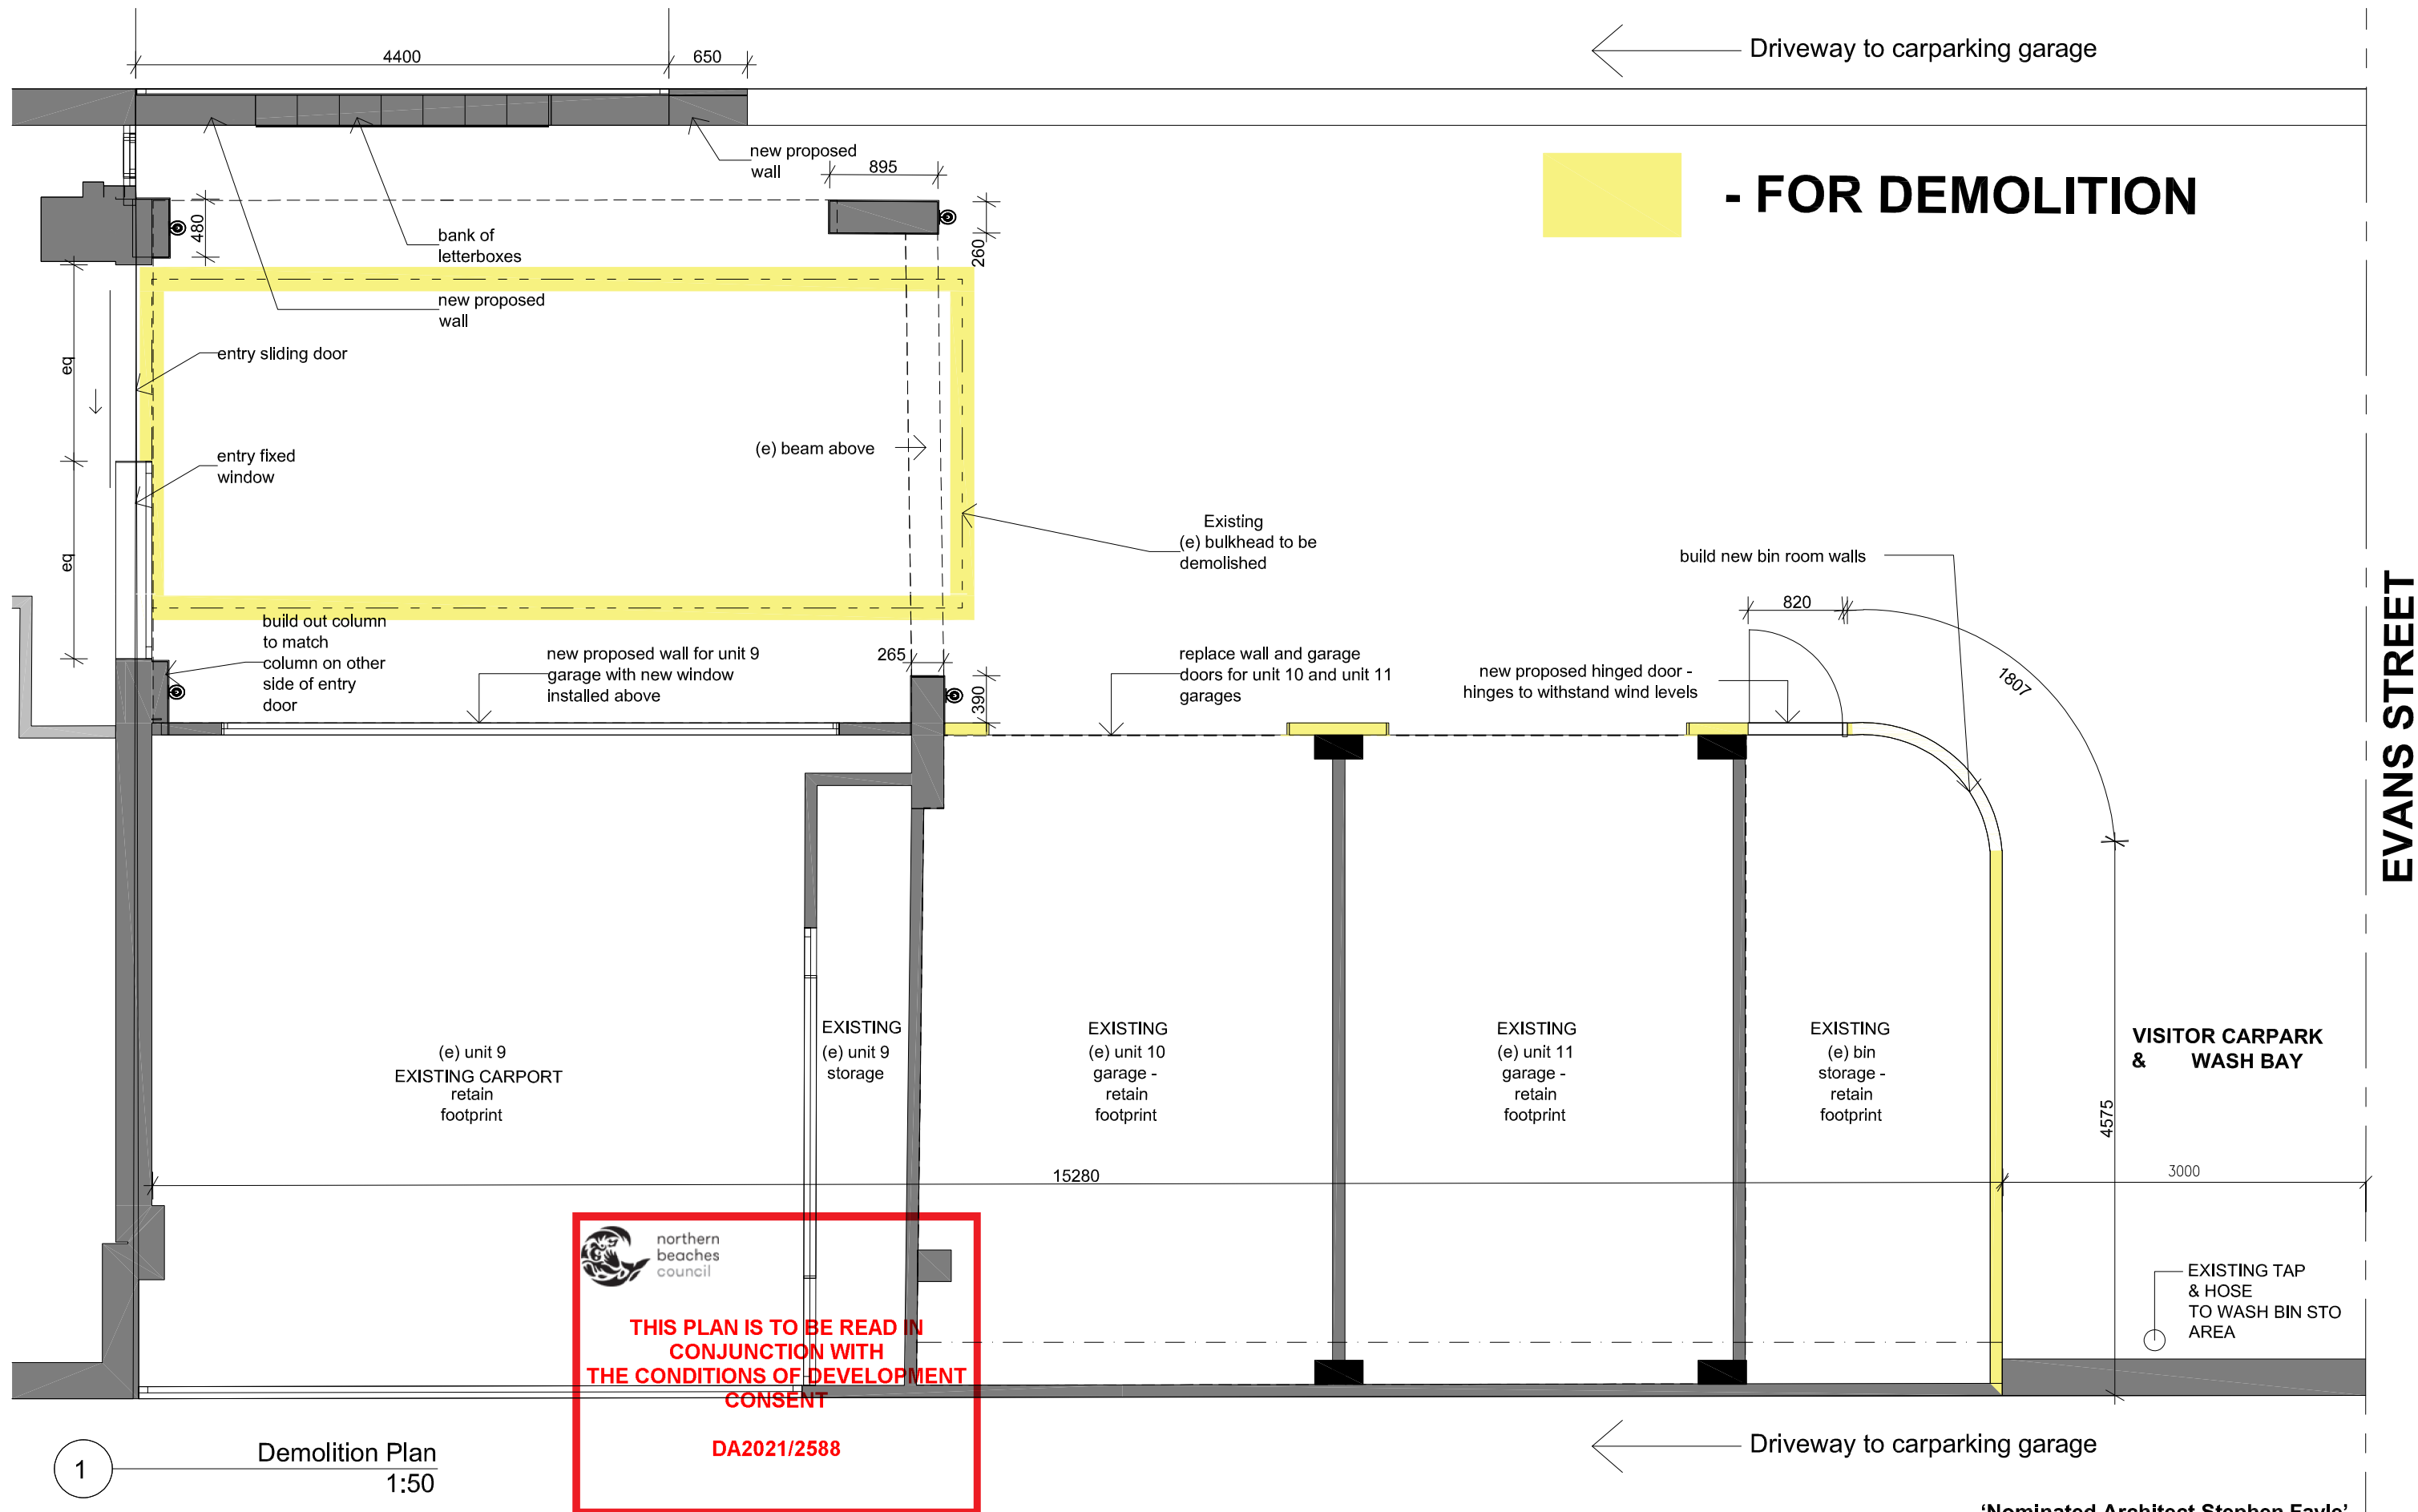 4400
650
Driveway to carparking garage
new proposed
wall
895
- FOR DEMOLITION
480
bank of
letterboxes
260
new proposed
wall
eq
entry sliding door
(e) beam above
entry fixed
window
Existing
(e) bulkhead to be
demolished
build new bin room walls
eq
820
EVANS STREET
build out column
to match
column on other
side of entry
door
new proposed wall for unit 9
garage with new window
installed above
265
390
replace wall and garage
doors for unit 10 and unit 11
garages
new proposed hinged door -
hinges to withstand wind levels
1807
(e) unit 9
EXISTING CARPORT
retain
footprint
EXISTING
(e) unit 9
storage
EXISTING
(e) unit 10
garage -
retain
footprint
EXISTING
(e) unit 11
garage -
retain
footprint
EXISTING
(e) bin
storage -
retain
footprint
VISITOR CARPARK
& WASH BAY
4575
15280
3000
northern
beaches
council
THIS PLAN IS TO BE READ IN
CONJUNCTION WITH
THE CONDITIONS OF DEVELOPMENT
CONSENT
DA2021/2588
EXISTING TAP
& HOSE
TO WASH BIN STO
AREA
1
Demolition Plan
1:50
Driveway to carparking garage
‘Nominated Architect Stephen Fayle’